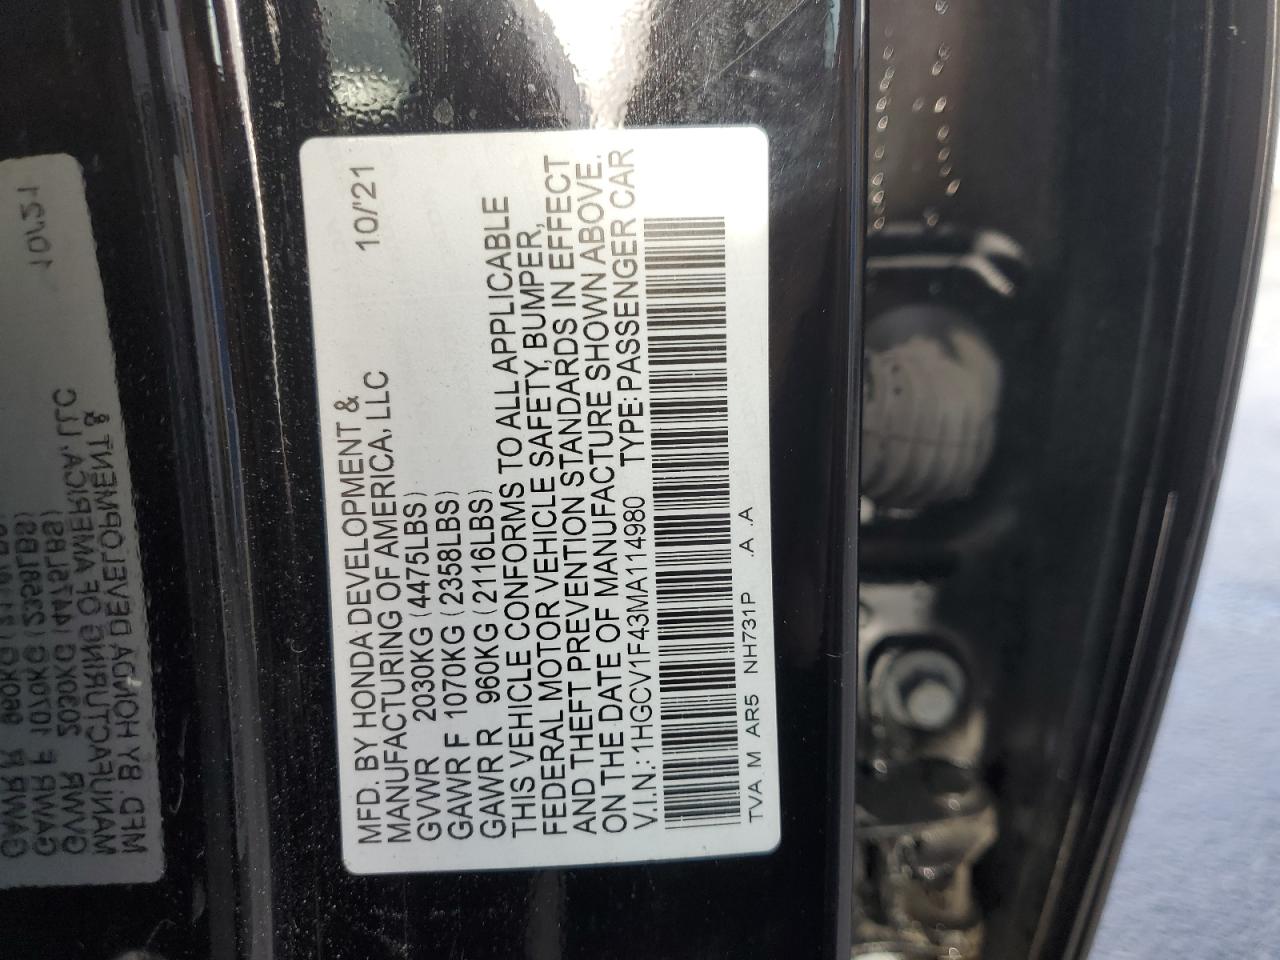 MFD. BY HONDA DEVELOPMENT &
MANUFACTURING OF AMERICA, LLC 10/'21
GVWR 2030KG (4475LBS)
GAWR F 1070KG (2358LBS)
GAWR R 960KG (2116LBS)
THIS VEHICLE CONFORMS TO ALL APPLICABLE
FEDERAL MOTOR VEHICLE SAFETY, BUMPER,
AND THEFT PREVENTION STANDARDS IN EFFECT
ON THE DATE OF MANUFACTURE SHOWN ABOVE.
V.I.N.: 1HGCV1F43MA114980 TYPE: PASSENGER CAR
TVA M AR5 NH731P .A .A